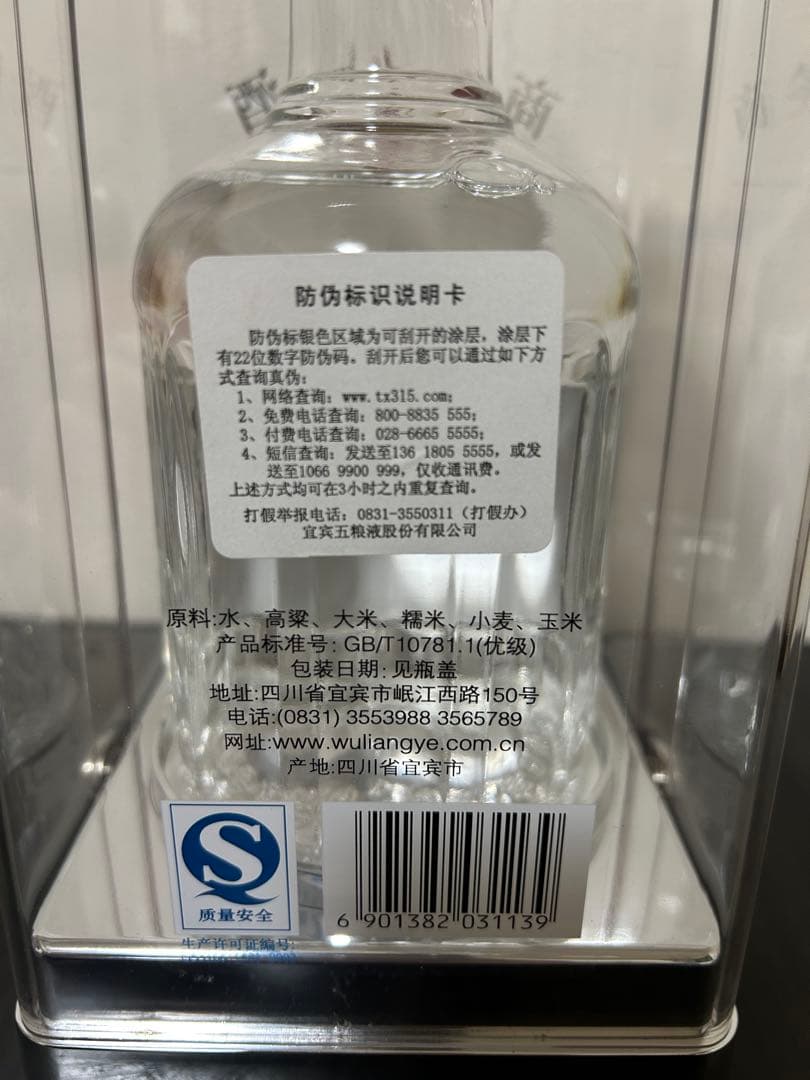 防伪标识说明卡
防伪标银色区域为可刮开的涂层，涂层下
有22位数字防伪码。刮开后您可以通过如下方
式查询真伪：
1、网络查询：www.tx315.com；
2、免费电话查询：800-8835 555；
3、付费电话查询：028-6665 5555；
4、短信查询：发送至136 1805 5555，或发
送至1066 9900 999，仅收通讯费。
上述方式均可在3小时之内重复查询。
打假举报电话：0831-3550311（打假办）
宜宾五粮液股份有限公司
原料:水、高粱、大米、糯米、小麦、玉米
产品标准号: GB/T10781.1(优级)
包装日期: 见瓶盖
地址:四川省宜宾市岷江西路150号
电话:(0831) 3553988 3565789
网址:www.wuliangye.com.cn
产地:四川省宜宾市
质量安全
6 901382 031139
生产许可证编号: